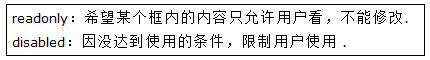 readonly：希望某个框内的内容只允许用户看，不能修改.
disabled：因没达到使用的条件，限制用户使用．